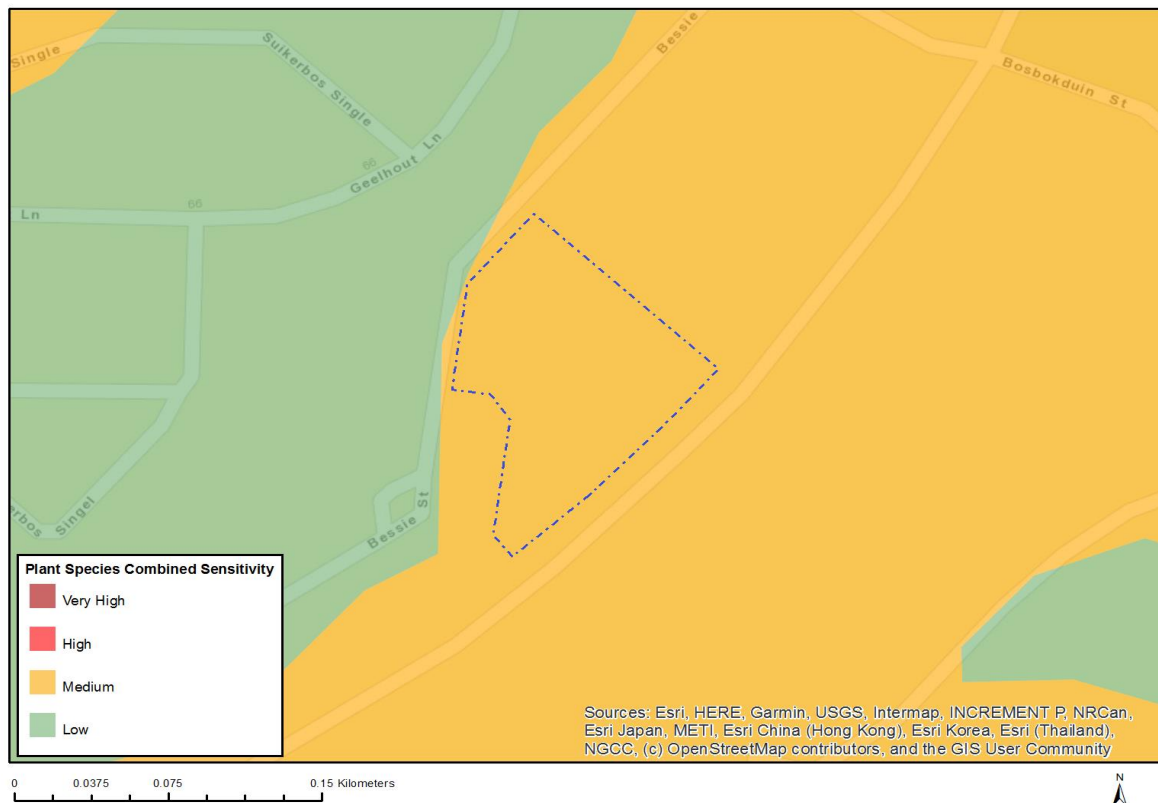 Single
Suikerbos Single
Bessie
Bosbokduin St
66
Geelhout Ln
66
Ln
erbos Singel
Bessie St
Plant Species Combined Sensitivity
Very High
High
Medium
Low
Sources: Esri, HERE, Garmin, USGS, Intermap, INCREMENT P, NRCan,
Esri Japan, METI, Esri China (Hong Kong), Esri Korea, Esri (Thailand),
NGCC, (c) OpenStreetMap contributors, and the GIS User Community
0 0.0375 0.075 0.15 Kilometers
N